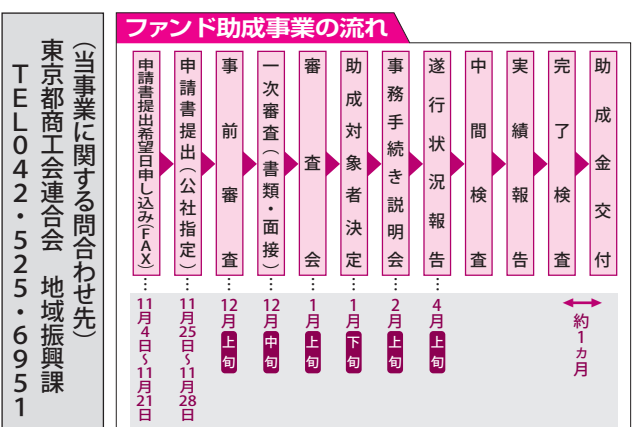 ファンド助成事業の流れ
申請書提出希望日申し込み(FAX)…11月4日~11月21日
申請書提出(公社指定)…11月25日~11月28日
事前審査…12月上旬
一次審査(書類・面接)…12月中旬
審査会…1月上旬
助成対象者決定…1月下旬
事務手続き説明会…2月上旬
遂行状況報告…4月上旬
中間検査
実績報告
完了検査
助成金交付
約1ヵ月
(当事業に関する問合わせ先)
東京都商工会連合会 地域振興課
TEL042・525・6951